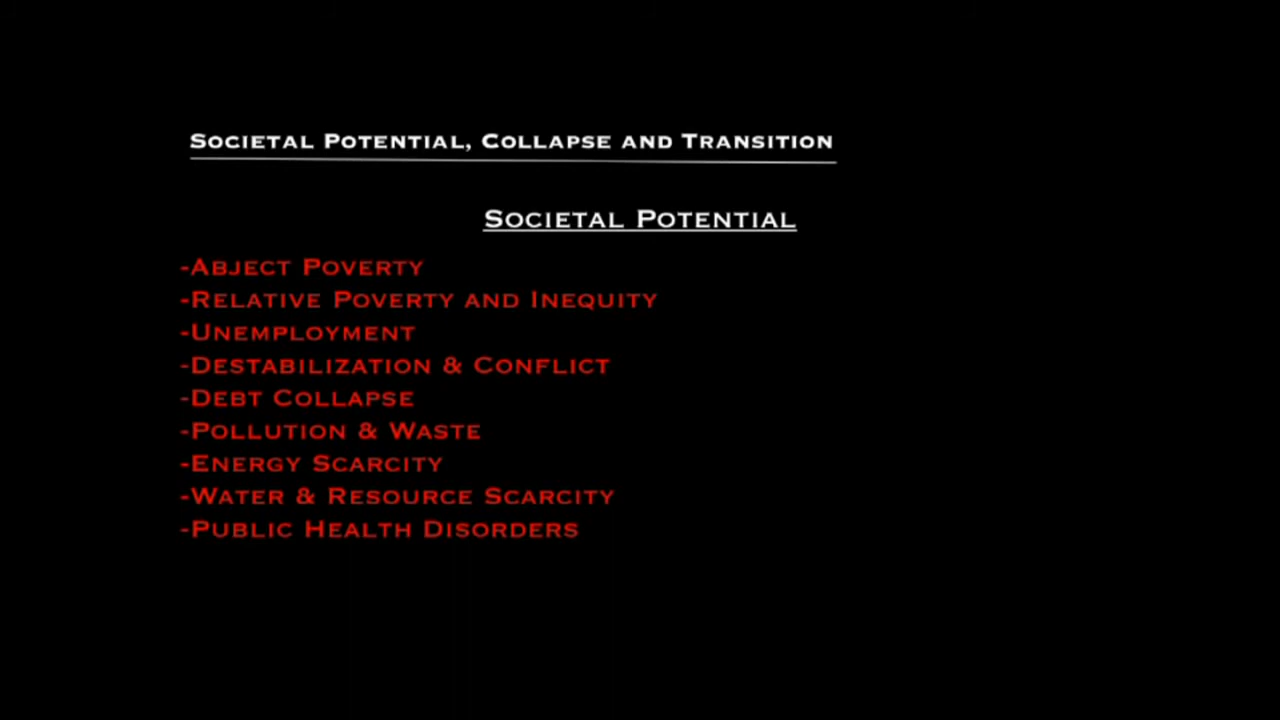 Societal Potential, Collapse and Transition
Societal Potential
-Abject Poverty
-Relative Poverty and Inequity
-Unemployment
-Destabilization & Conflict
-Debt Collapse
-Pollution & Waste
-Energy Scarcity
-Water & Resource Scarcity
-Public Health Disorders